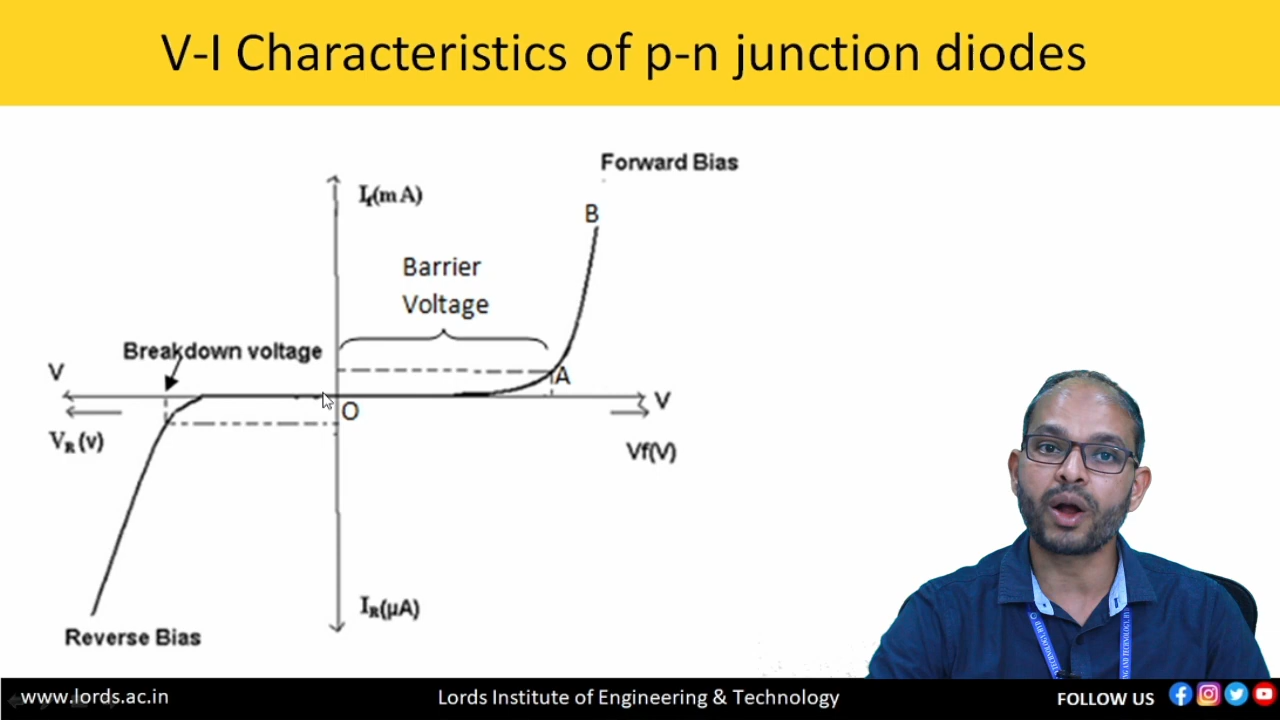 V-I Characteristics of p-n junction diodes
Forward Bias
If(mA)
B
Barrier
Voltage
Breakdown voltage
V
A
O
V
VR(v)
Vf(V)
IR(µA)
Reverse Bias
www.lords.ac.in
Lords Institute of Engineering & Technology
FOLLOW US